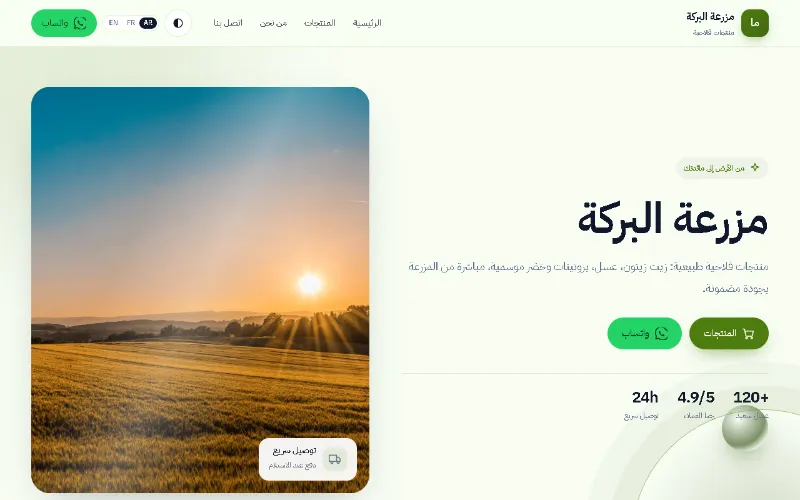 ما
مزرعة البركة
منتجات فلاحية
الرئيسية
المنتجات
من نحن
اتصل بنا
AR
FR
EN
واتساب
من الأرض إلى مائدتك
مزرعة البركة
منتجات فلاحية طبيعية: زيت زيتون، عسل، بروتينات وخضر موسمية، مباشرة من المزرعة
بجودة مضمونة.
المنتجات
واتساب
120+
عميل سعيد
4.9/5
رضا العملاء
24h
توصيل سريع
توصيل سريع
دفع عند الاستلام